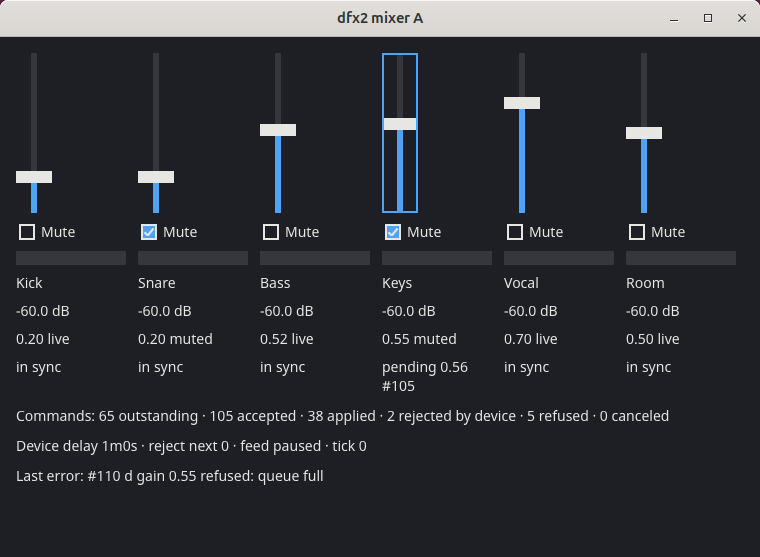 dfx2 mixer A
Mute Mute Mute Mute Mute Mute
Kick Snare Bass Keys Vocal Room
-60.0 dB -60.0 dB -60.0 dB -60.0 dB -60.0 dB -60.0 dB
0.20 live 0.20 muted 0.52 live 0.55 muted 0.70 live 0.50 live
in sync in sync in sync pending 0.56 in sync in sync
#105
Commands: 65 outstanding · 105 accepted · 38 applied · 2 rejected by device · 5 refused · 0 canceled
Device delay 1m0s · reject next 0 · feed paused · tick 0
Last error: #110 d gain 0.55 refused: queue full